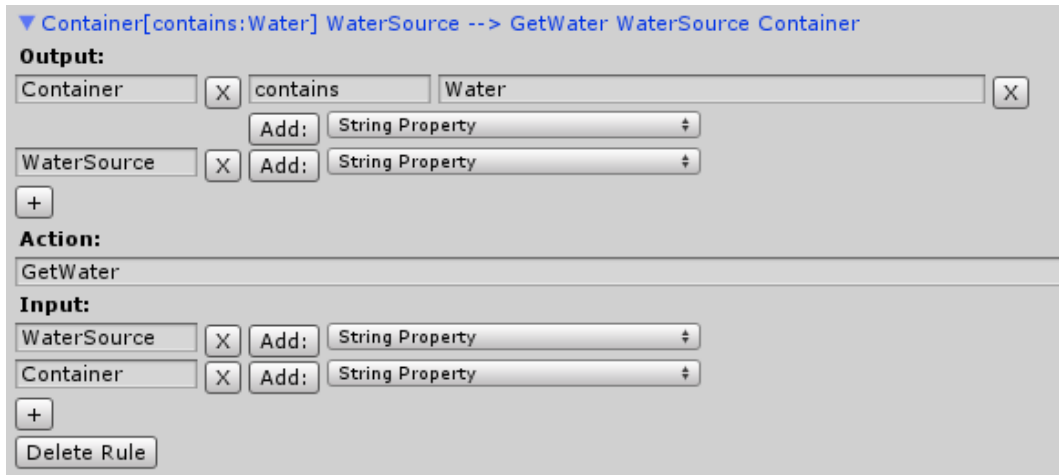 ▼ Container[contains:Water] WaterSource --> GetWater WaterSource Container
Output:
Container X contains Water X
Add: String Property
WaterSource X Add: String Property
+
Action:
GetWater
Input:
WaterSource X Add: String Property
Container X Add: String Property
+
Delete Rule